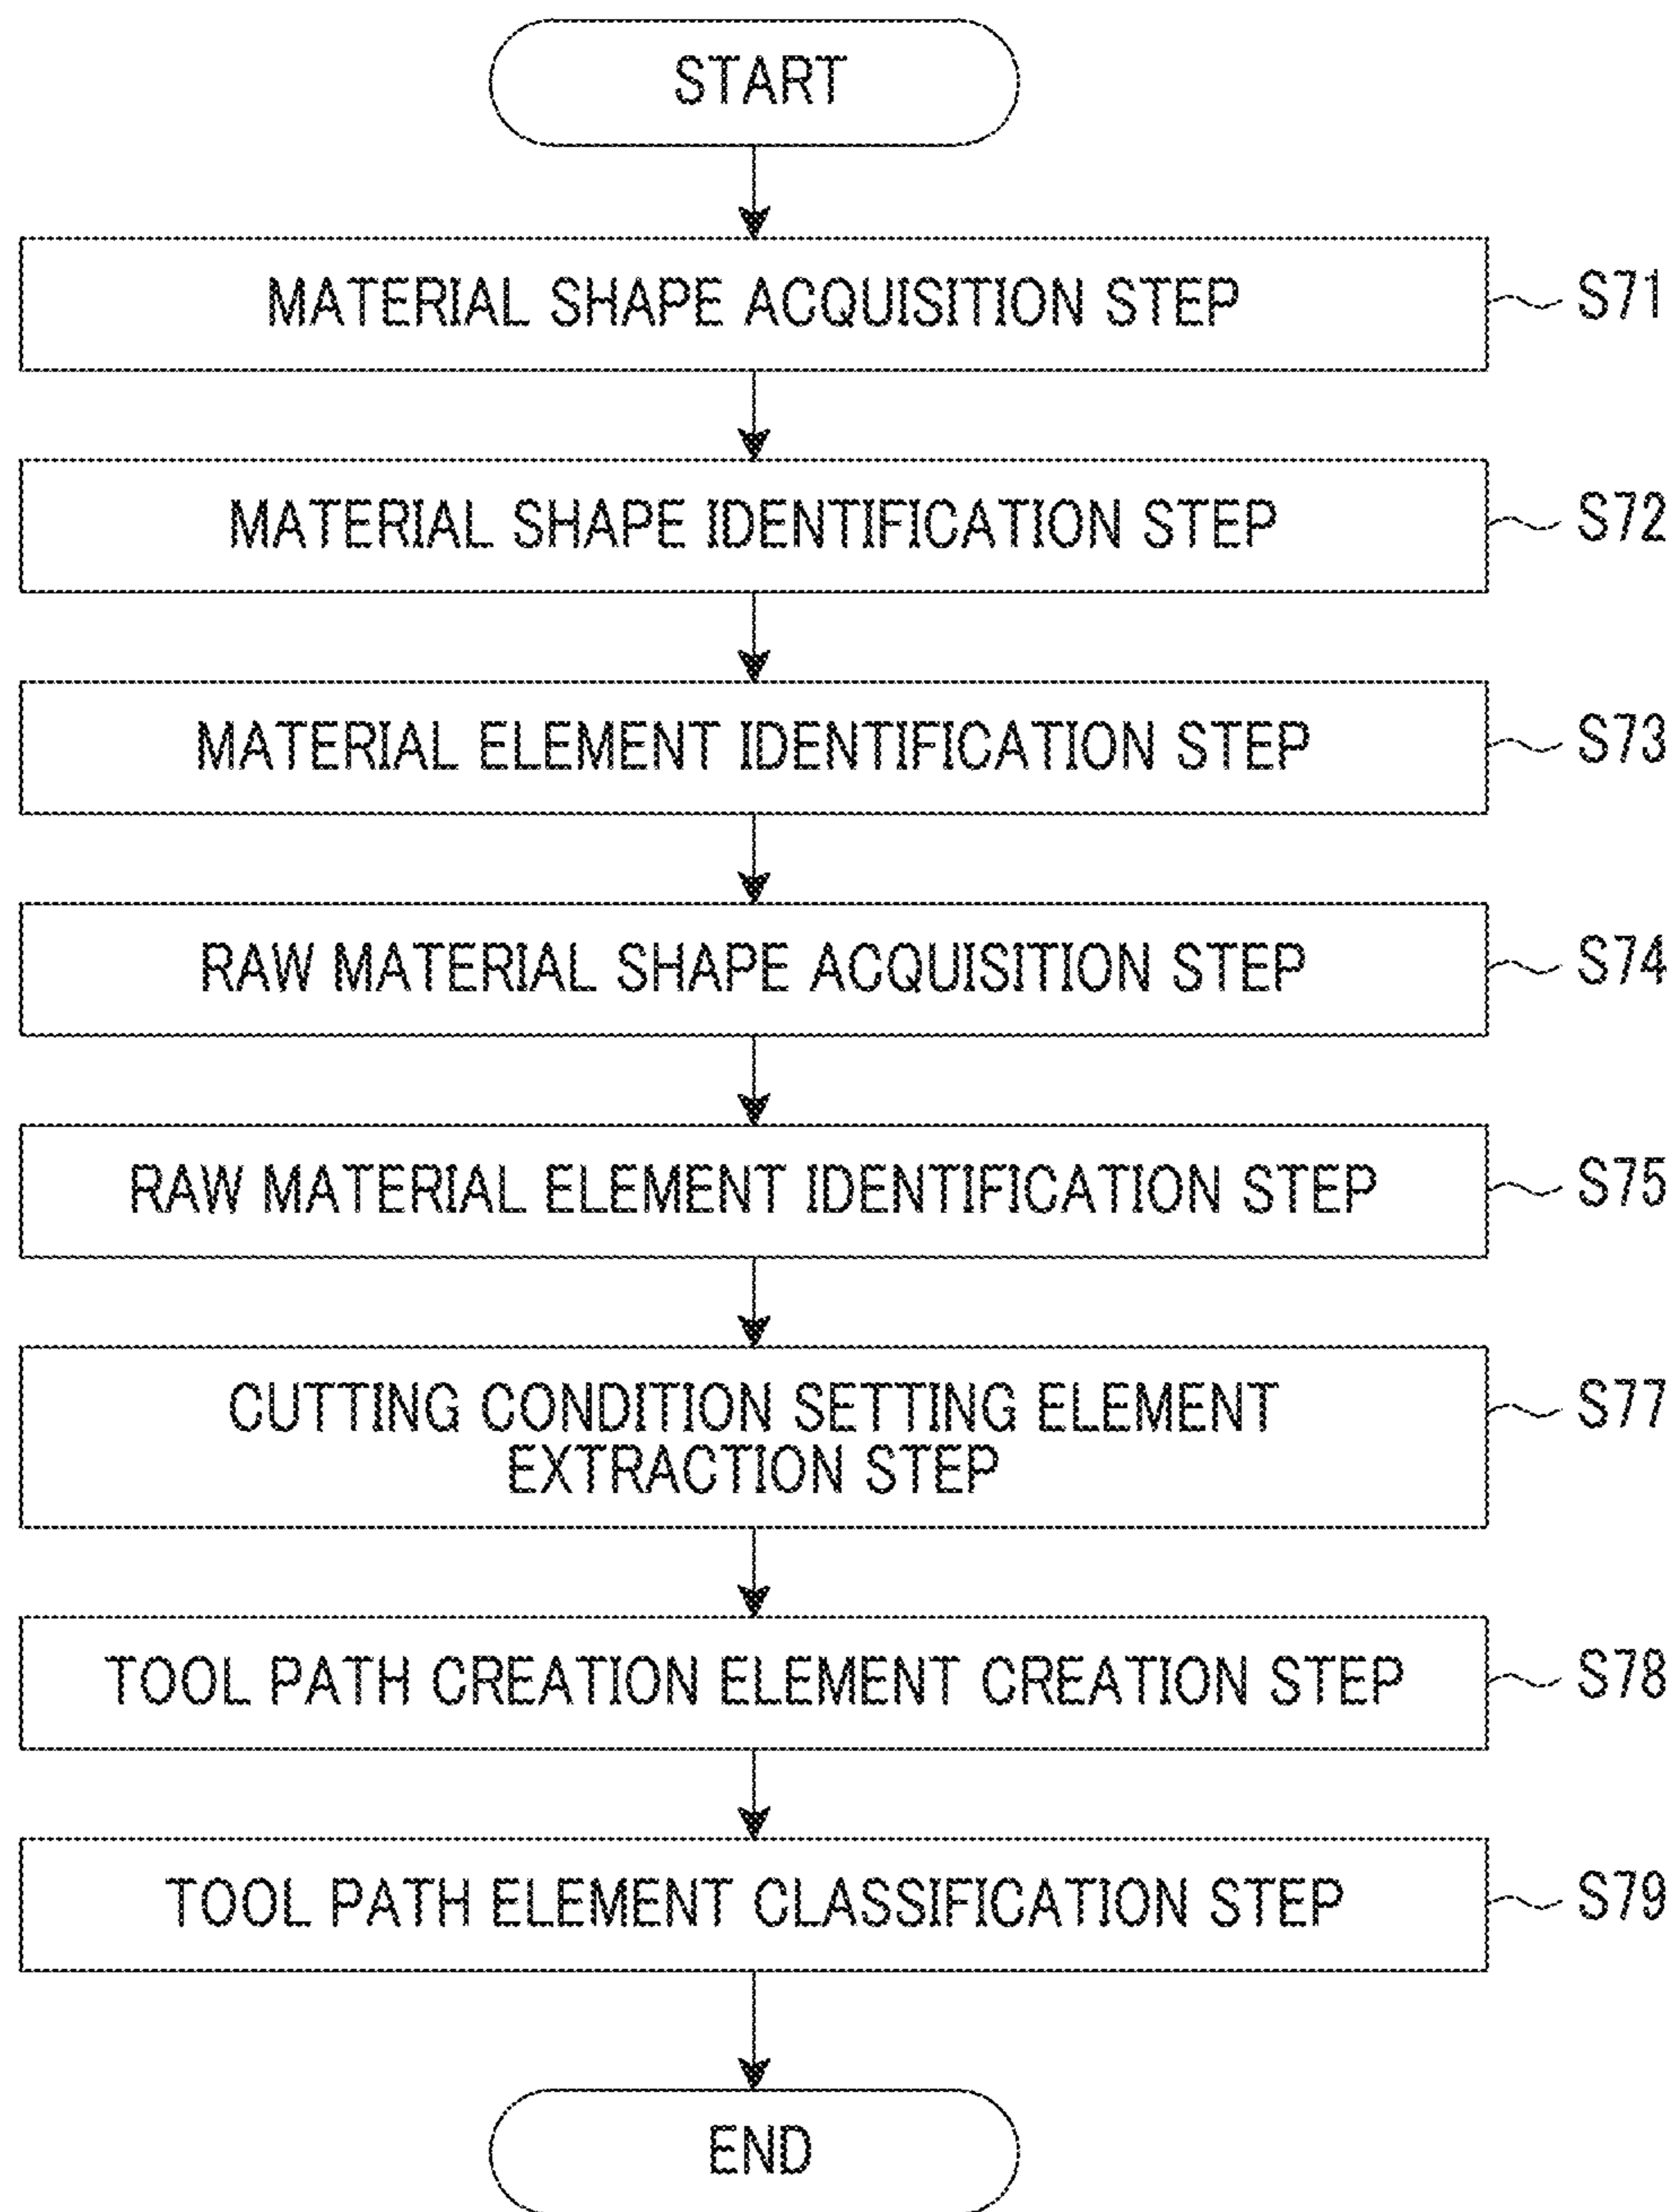 START
MATERIAL SHAPE ACQUISITION STEP
S71
MATERIAL SHAPE IDENTIFICATION STEP
S72
MATERIAL ELEMENT IDENTIFICATION STEP
S73
RAW MATERIAL SHAPE ACQUISITION STEP
S74
RAW MATERIAL ELEMENT IDENTIFICATION STEP
S75
CUTTING CONDITION SETTING ELEMENT
EXTRACTION STEP
S77
TOOL PATH CREATION ELEMENT CREATION STEP
S78
TOOL PATH ELEMENT CLASSIFICATION STEP
S79
END